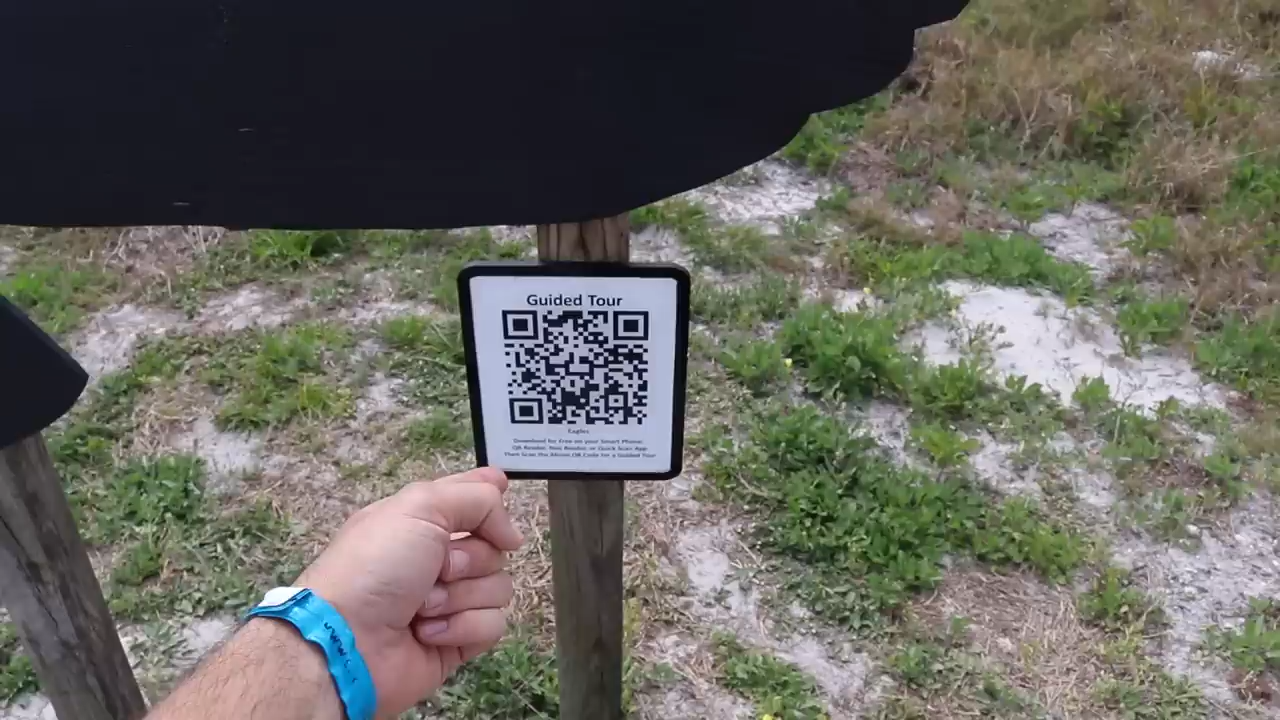 Guided Tour
Eagles
Download for Free on your Smart Phone:
QR Reader, Neo Reader, or Quick Scan App
Then Scan the Above QR Code for a Guided Tour